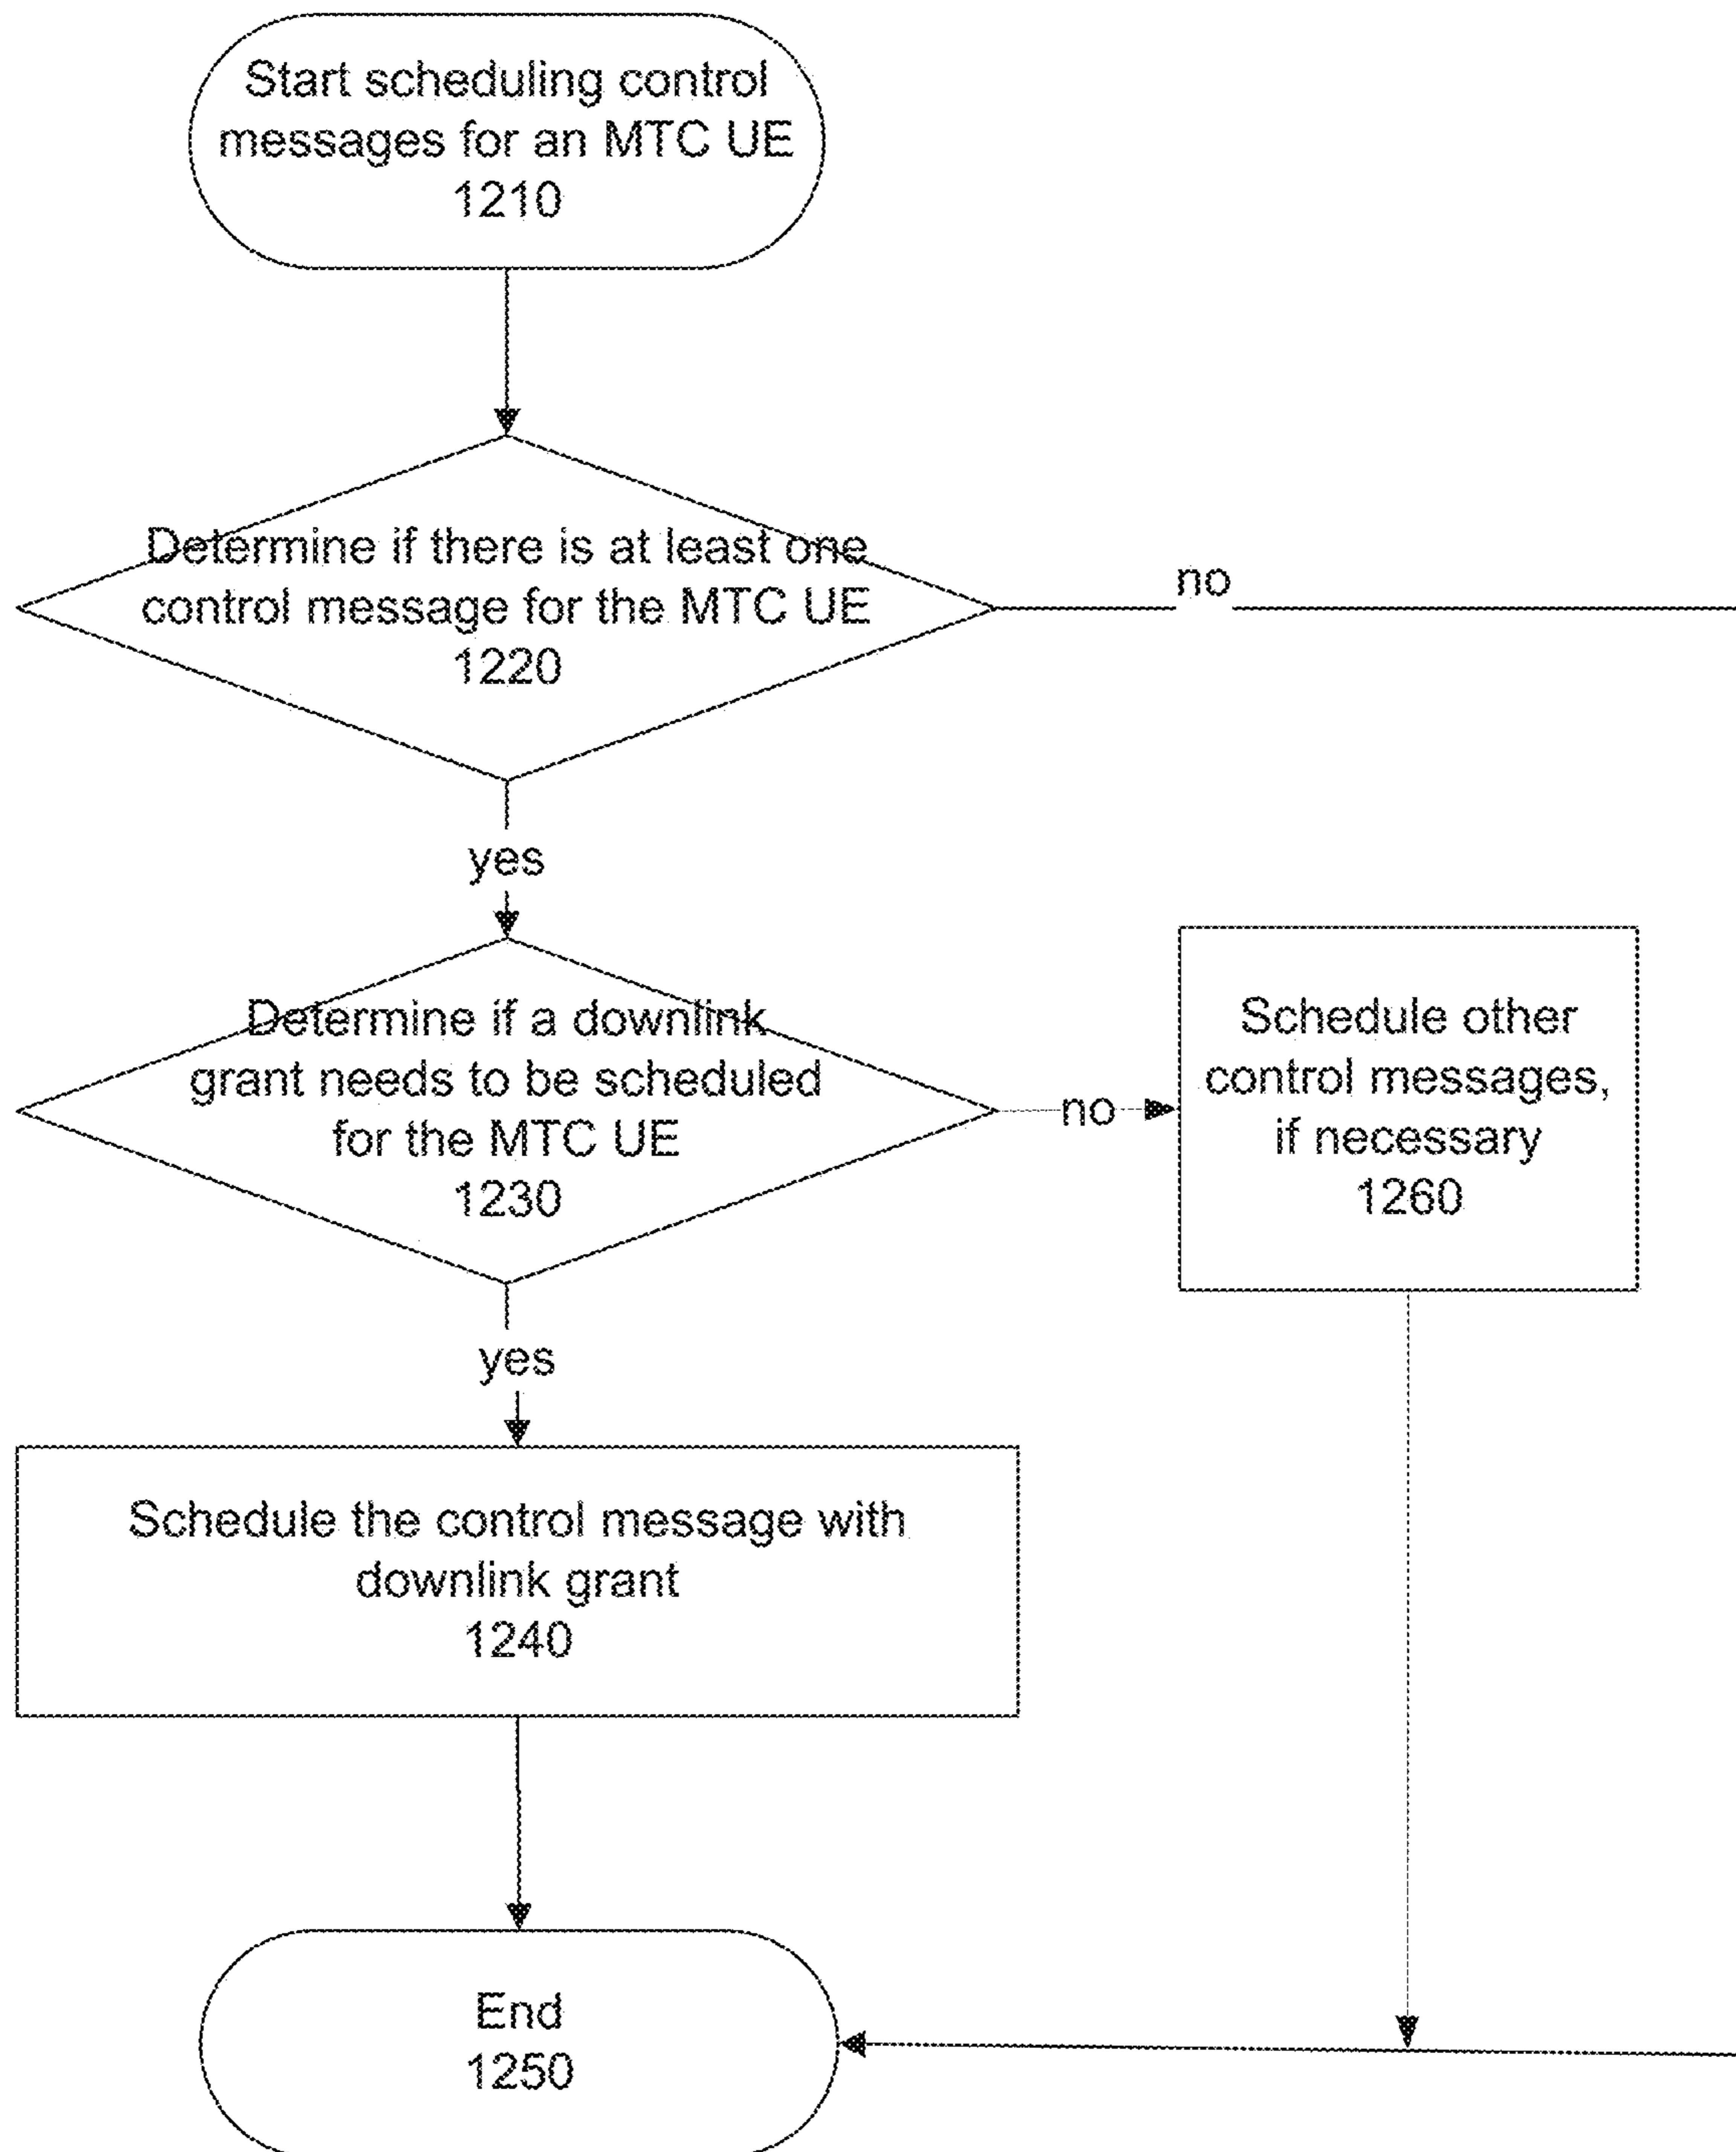 Start scheduling control
messages for an MTC UE
1210
Determine if there is at least one
control message for the MTC UE
1220
no
yes
Determine if a downlink
grant needs to be scheduled
for the MTC UE
1230
no
Schedule other
control messages,
if necessary
1260
yes
Schedule the control message with
downlink grant
1240
End
1250